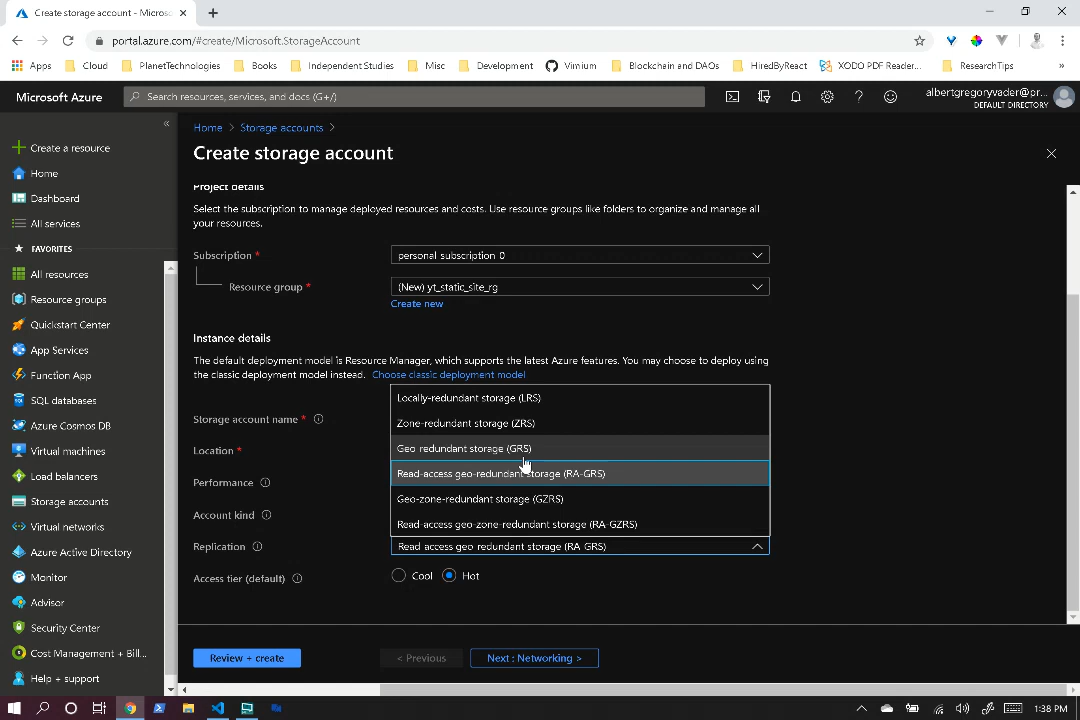 Create storage account - Microso
portal.azure.com/#create/Microsoft.StorageAccount
Apps
Cloud
PlanetTechnologies
Books
Independent Studies
Misc
Development
Vimium
Blockchain and DAOs
HiredByReact
XODO PDF Reader...
ResearchTips
»
Microsoft Azure
Search resources, services, and docs (G+/)
albertgregoryvader@pr...
DEFAULT DIRECTORY
«
Create a resource
Home
Dashboard
All services
FAVORITES
All resources
Resource groups
Quickstart Center
App Services
Function App
SQL databases
Azure Cosmos DB
Virtual machines
Load balancers
Storage accounts
Virtual networks
Azure Active Directory
Monitor
Advisor
Security Center
Cost Management + Bill...
Help + support
Home > Storage accounts >
Create storage account
Project details
Select the subscription to manage deployed resources and costs. Use resource groups like folders to organize and manage all
your resources.
Subscription *
personal subscription 0
Resource group *
(New) yt_static_site_rg
Create new
Instance details
The default deployment model is Resource Manager, which supports the latest Azure features. You may choose to deploy using
the classic deployment model instead. Choose classic deployment model
Storage account name *
Location *
Performance
Account kind
Replication
Locally-redundant storage (LRS)
Zone-redundant storage (ZRS)
Geo-redundant storage (GRS)
Read-access geo-redundant storage (RA-GRS)
Geo-zone-redundant storage (GZRS)
Read-access geo-zone-redundant storage (RA-GZRS)
Read-access geo-redundant storage (RA-GRS)
Access tier (default)
Cool
Hot
Review + create
< Previous
Next : Networking >
1:38 PM